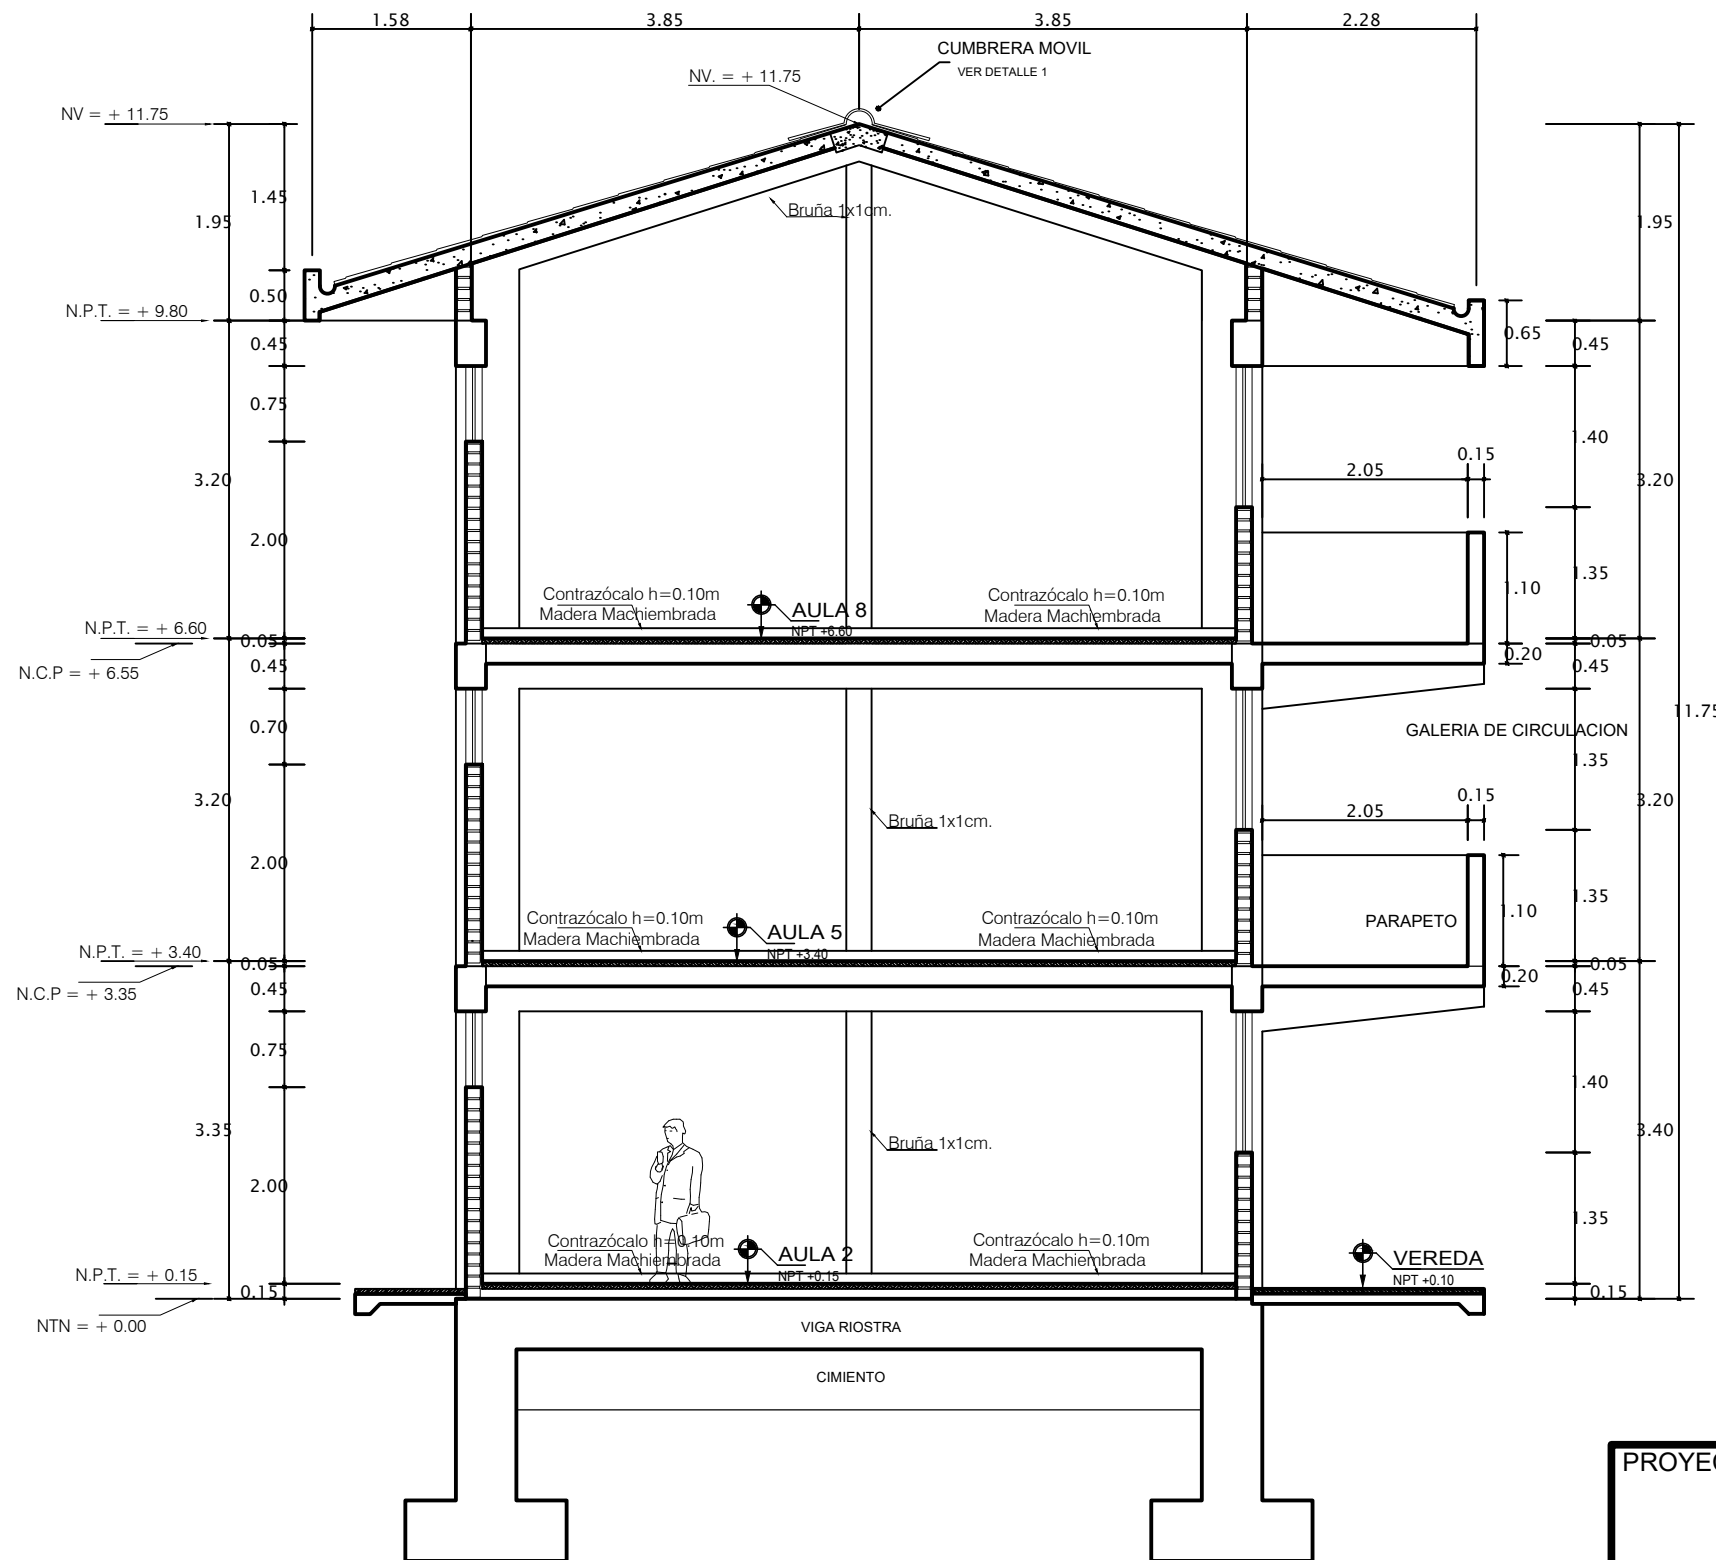 1.58
3.85
3.85
2.28
CUMBRERA MOVIL
VER DETALLE 1
NV. = + 11.75
NV = + 11.75
1.45
1.95
Bruña 1x1cm.
1.95
0.50
N.P.T. = + 9.80
0.45
0.65
0.45
0.75
1.40
0.15
2.05
3.20
3.20
2.00
1.35
1.10
Contrazócalo h=0.10m
Madera Machiembrada
AULA 8
NPT +6.60
Contrazócalo h=0.10m
Madera Machiembrada
N.P.T. = + 6.60
0.05
0.05
0.45
0.20
0.45
N.C.P = + 6.55
0.70
11.75
GALERIA DE CIRCULACION
1.35
3.20
0.15
2.05
3.20
Bruña 1x1cm.
2.00
1.35
1.10
PARAPETO
Contrazócalo h=0.10m
Madera Machiembrada
AULA 5
NPT +3.40
Contrazócalo h=0.10m
Madera Machiembrada
N.P.T. = + 3.40
0.05
0.05
0.20
N.C.P = + 3.35
0.45
0.45
0.75
1.40
3.35
Bruña 1x1cm.
3.40
2.00
1.35
Contrazócalo h=0.10m
Madera Machiembrada
AULA 2
NPT +0.15
Contrazócalo h=0.10m
Madera Machiembrada
VEREDA
NPT +0.10
N.P.T. = + 0.15
0.15
0.15
NTN = + 0.00
VIGA RIOSTRA
CIMIENTO
PROYEC